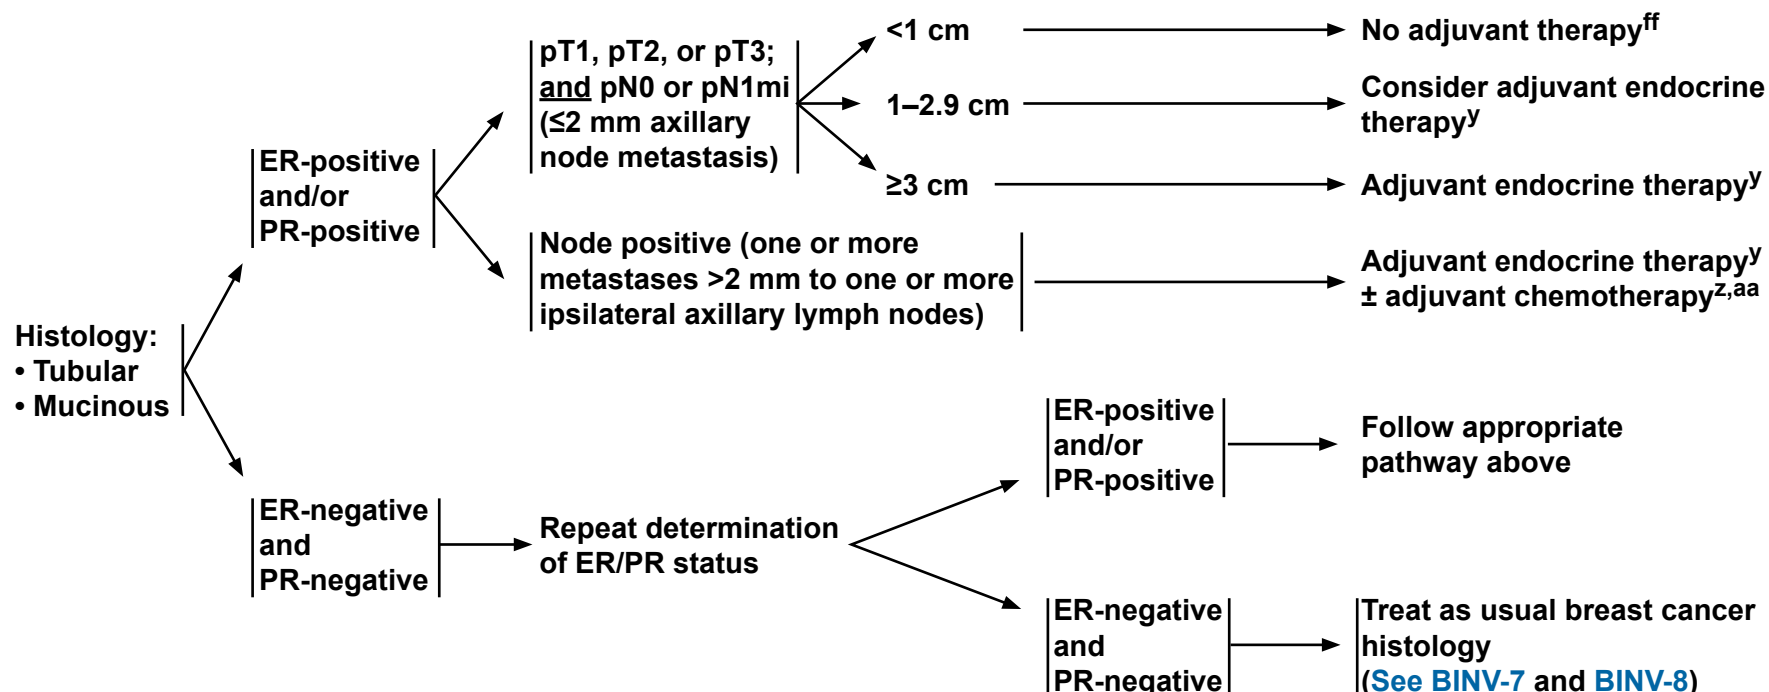 Histology:
• Tubular
• Mucinous
ER-positive
and/or
PR-positive
pT1, pT2, or pT3;
and pN0 or pN1mi
(≤2 mm axillary
node metastasis)
<1 cm
No adjuvant therapyff
1–2.9 cm
Consider adjuvant endocrine
therapyy
≥3 cm
Adjuvant endocrine therapyy
Node positive (one or more
metastases >2 mm to one or more
ipsilateral axillary lymph nodes)
Adjuvant endocrine therapyy
± adjuvant chemotherapyz,aa
ER-negative
and
PR-negative
Repeat determination
of ER/PR status
ER-positive
and/or
PR-positive
Follow appropriate
pathway above
ER-negative
and
PR-negative
Treat as usual breast cancer
histology
(See BINV-7 and BINV-8)